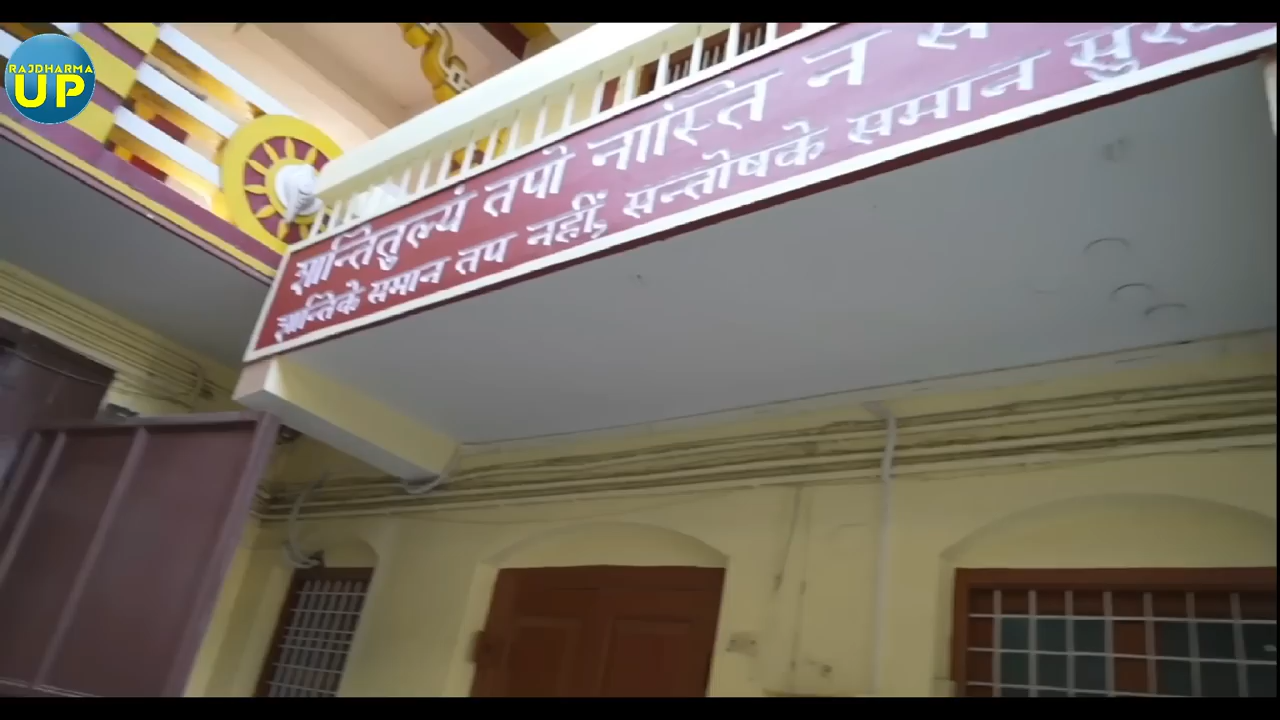 RAJDHARMA
UP
शान्तितुल्यं तपो नास्ति न
शान्तिके समान तप नहीं, सन्तोषके समान